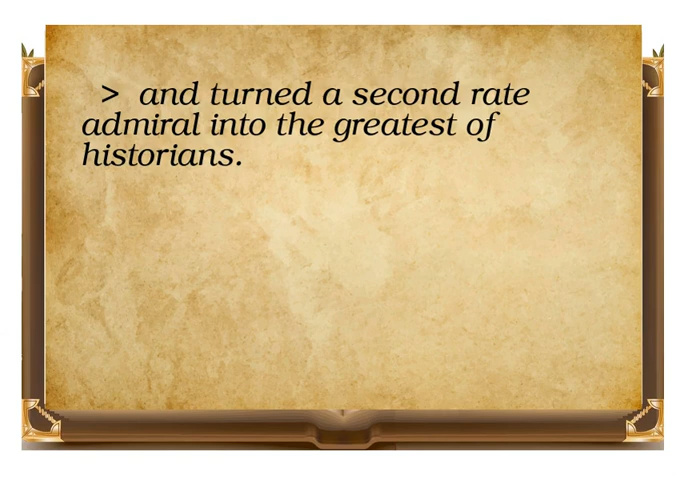 > and turned a second rate
admiral into the greatest of
historians.